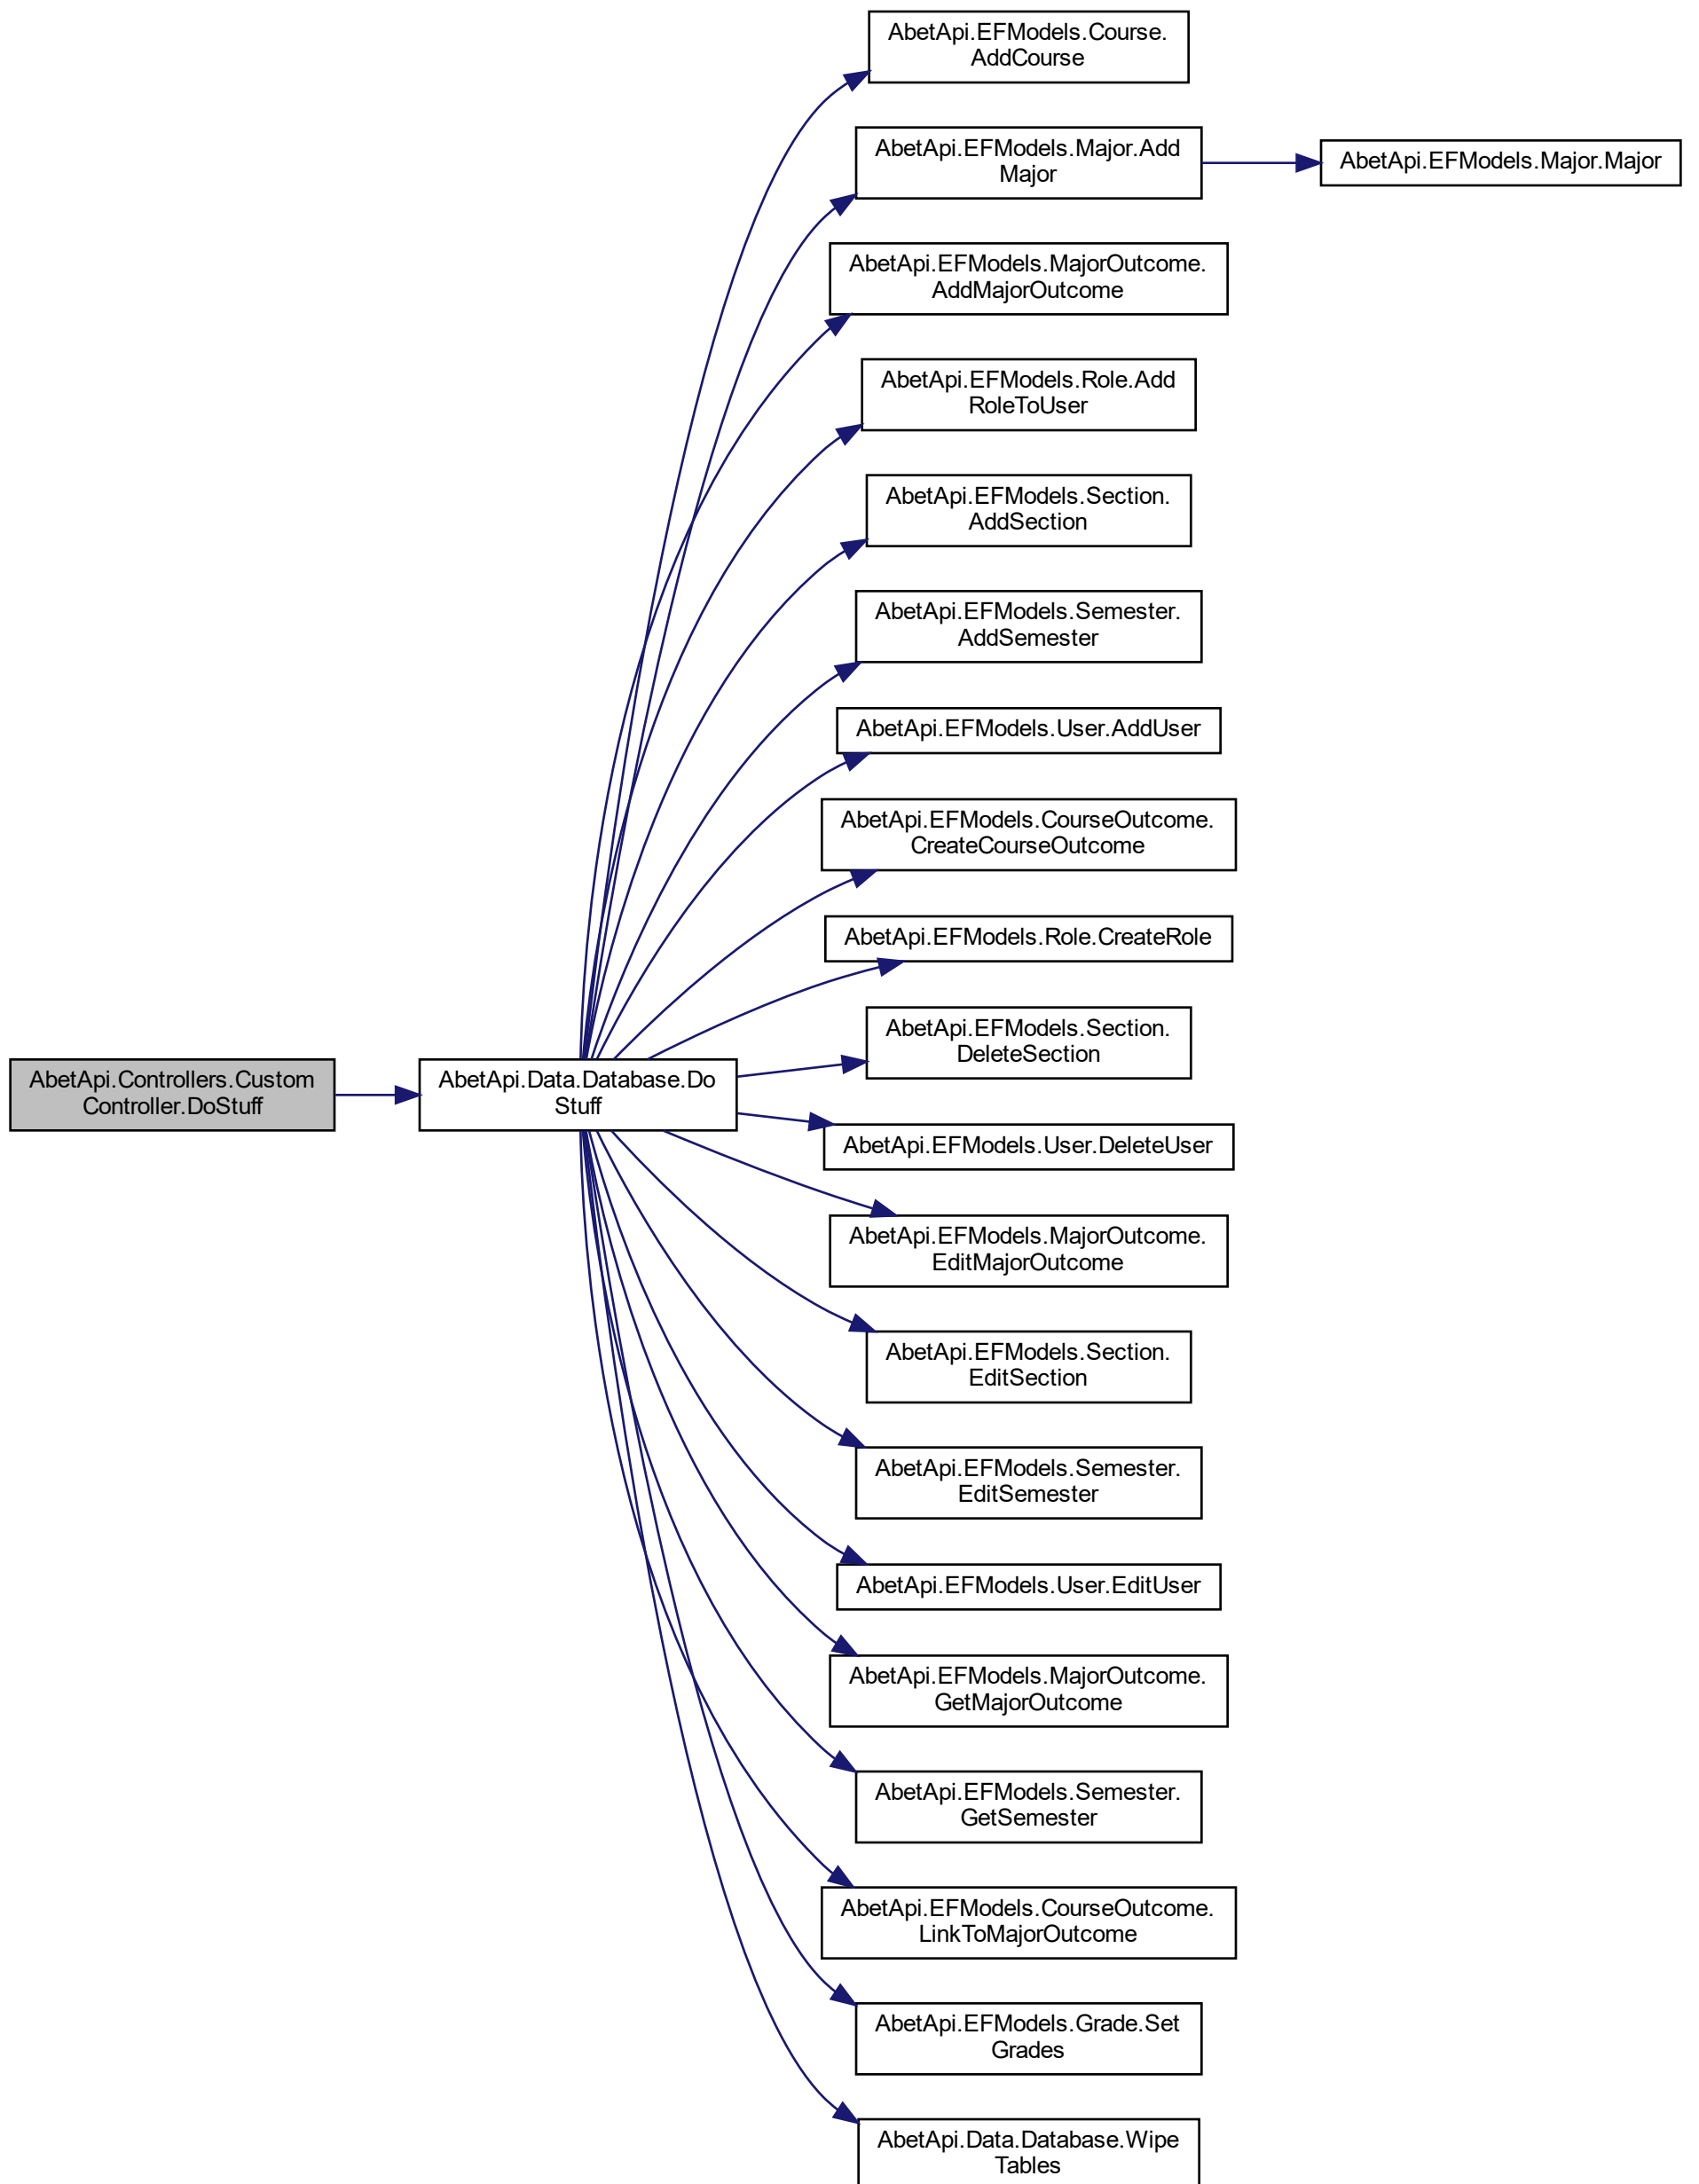 AbetApi.EFModels.Course.
AddCourse
AbetApi.EFModels.Major.Add
Major
AbetApi.EFModels.Major.Major
AbetApi.EFModels.MajorOutcome.
AddMajorOutcome
AbetApi.EFModels.Role.Add
RoleToUser
AbetApi.EFModels.Section.
AddSection
AbetApi.EFModels.Semester.
AddSemester
AbetApi.EFModels.User.AddUser
AbetApi.EFModels.CourseOutcome.
CreateCourseOutcome
AbetApi.EFModels.Role.CreateRole
AbetApi.EFModels.Section.
DeleteSection
AbetApi.Controllers.Custom
Controller.DoStuff
AbetApi.Data.Database.Do
Stuff
AbetApi.EFModels.User.DeleteUser
AbetApi.EFModels.MajorOutcome.
EditMajorOutcome
AbetApi.EFModels.Section.
EditSection
AbetApi.EFModels.Semester.
EditSemester
AbetApi.EFModels.User.EditUser
AbetApi.EFModels.MajorOutcome.
GetMajorOutcome
AbetApi.EFModels.Semester.
GetSemester
AbetApi.EFModels.CourseOutcome.
LinkToMajorOutcome
AbetApi.EFModels.Grade.Set
Grades
AbetApi.Data.Database.Wipe
Tables